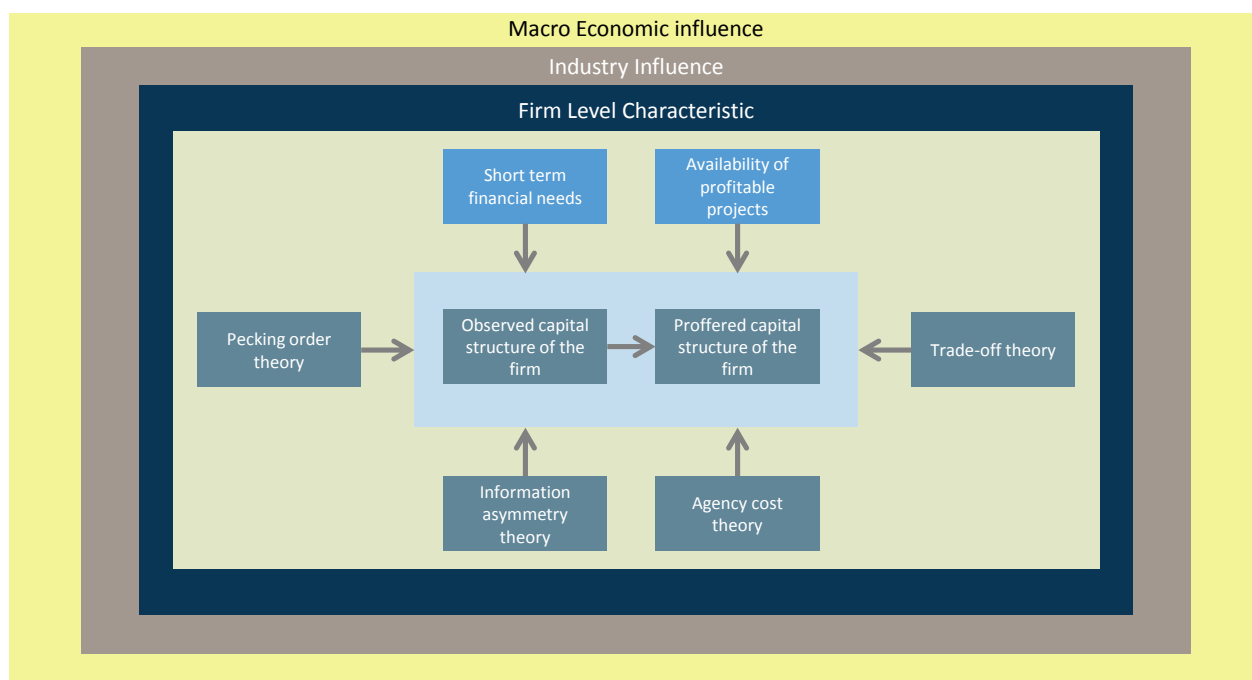 Macro Economic influence
Industry Influence
Firm Level Characteristic
Short term
financial needs
Availability of
profitable
projects
Pecking order
theory
Observed capital
structure of the
firm
Proffered capital
structure of the
firm
Trade-off theory
Information
asymmetry
theory
Agency cost
theory